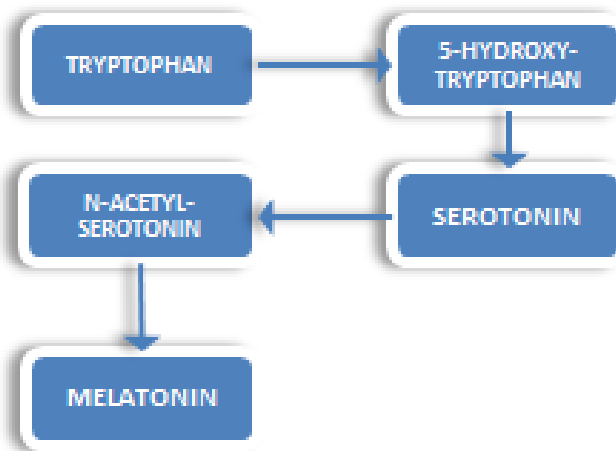 TRYPTOPHAN
5-HYDROXY-
TRYPTOPHAN
N-ACETYL-
SEROTONIN
SEROTONIN
MELATONIN